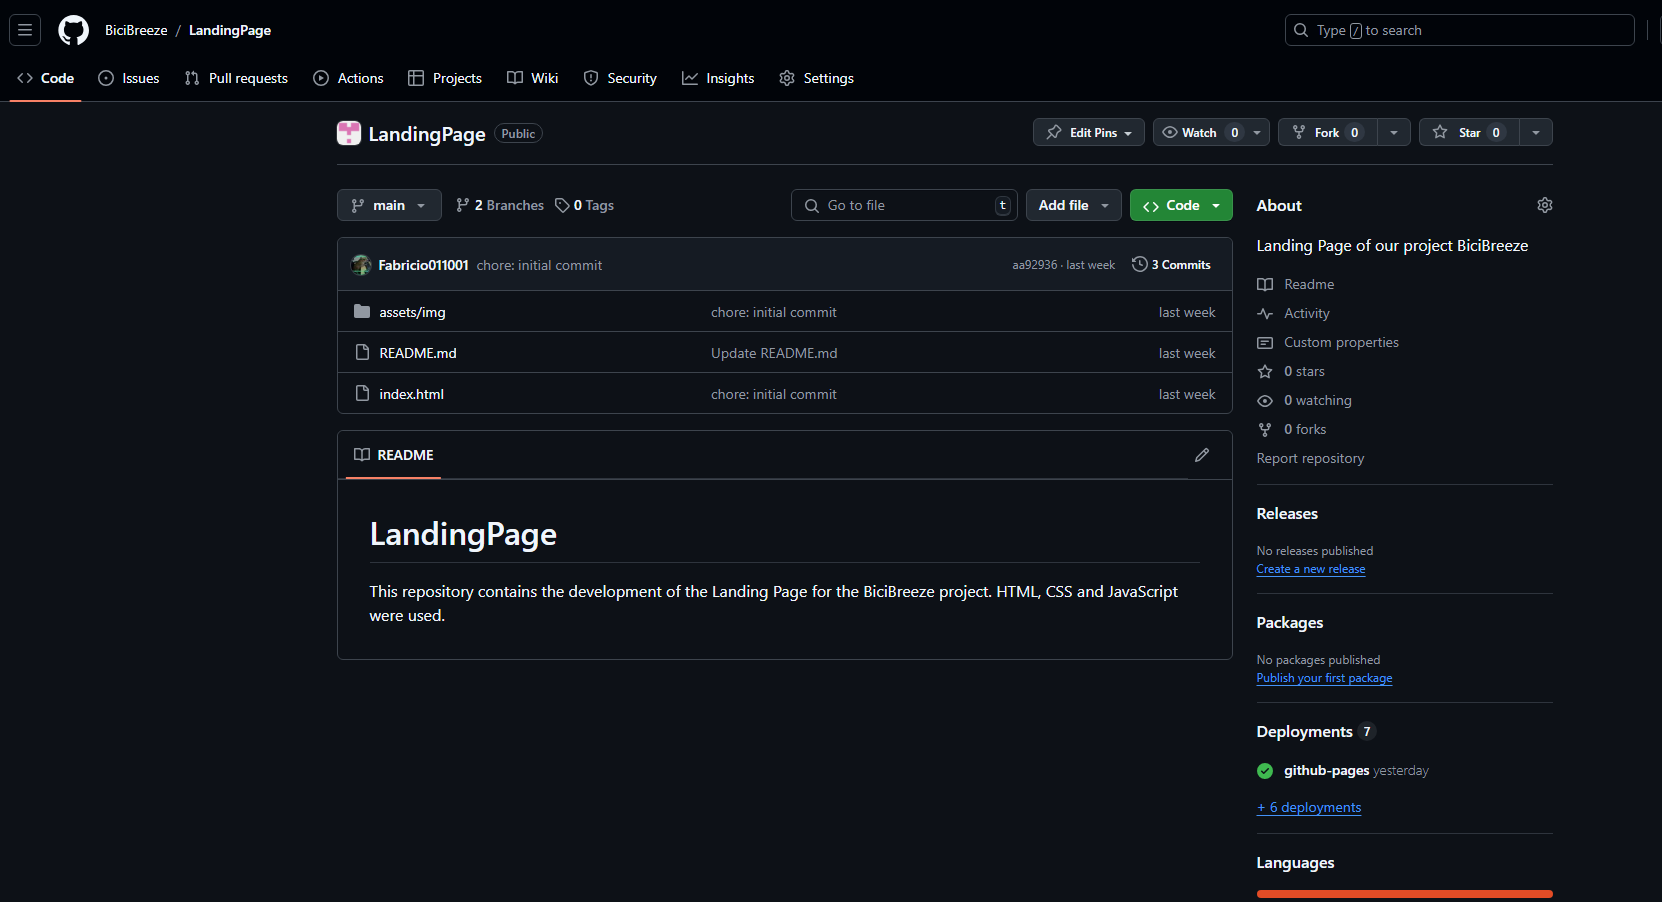 BiciBreeze / LandingPage
Type / to search
Code Issues Pull requests Actions Projects Wiki Security Insights Settings
LandingPage Public
Edit Pins Watch 0 Fork 0 Star 0
main 2 Branches 0 Tags
Go to file t Add file Code
Fabricio011001 chore: initial commit aa92936 · last week 3 Commits
assets/img chore: initial commit last week
README.md Update README.md last week
index.html chore: initial commit last week
README
LandingPage
This repository contains the development of the Landing Page for the BiciBreeze project. HTML, CSS and JavaScript
were used.
About
Landing Page of our project BiciBreeze
Readme
Activity
Custom properties
0 stars
0 watching
0 forks
Report repository
Releases
No releases published
Create a new release
Packages
No packages published
Publish your first package
Deployments 7
github-pages yesterday
+ 6 deployments
Languages